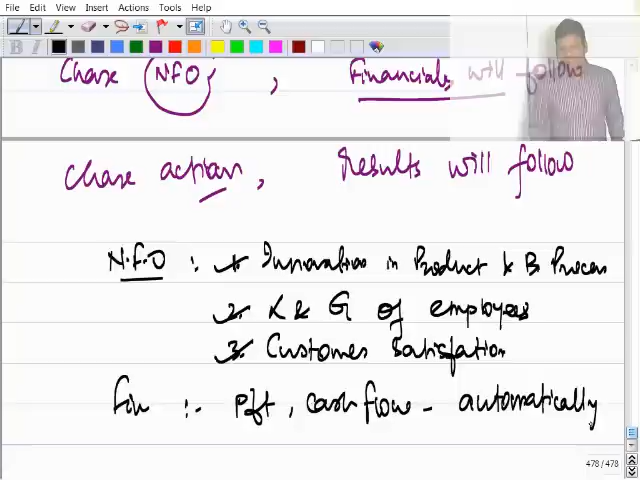 File Edit View Insert Actions Tools Help
B I
Chase NFO , Financials will follow
Chase action, Results will follow
N.F.O : 1. Innovation in Product & B Process
2. L & G of employees
3. Customer satisfaction
Fin :- Pft, cash flow - automatically
478 / 478